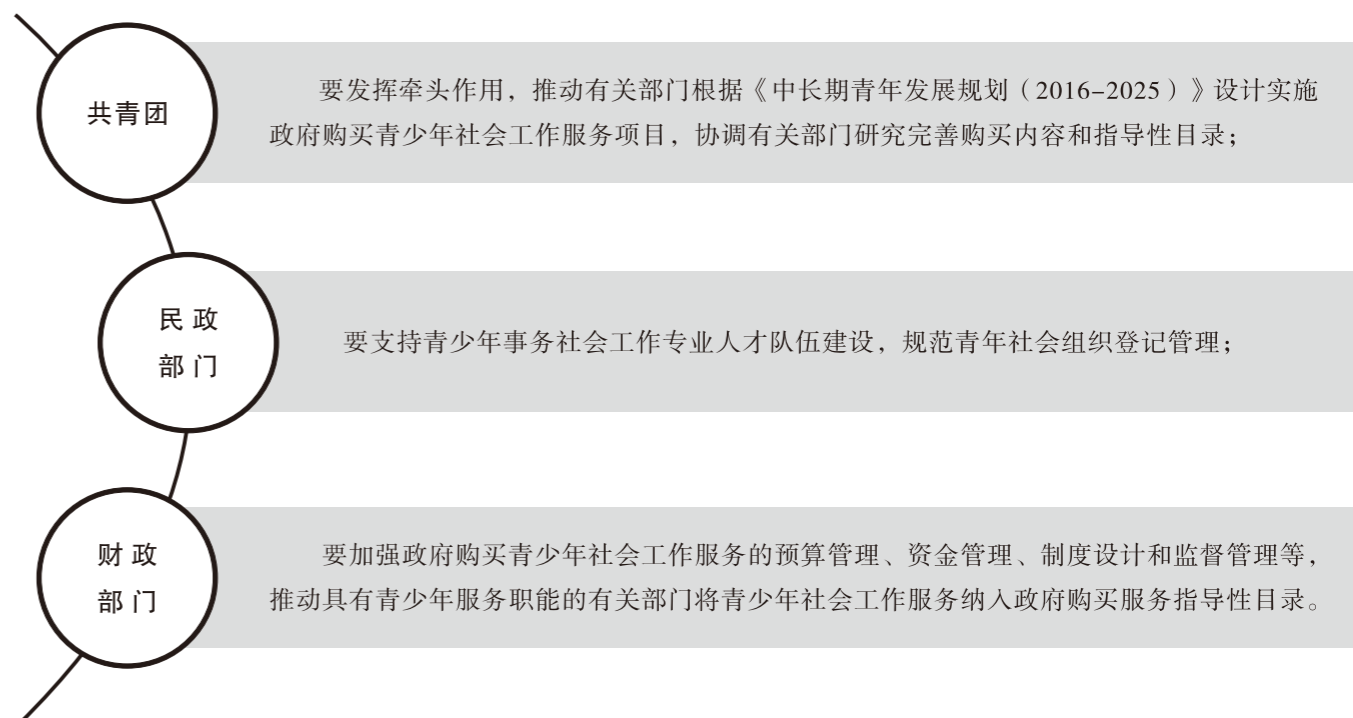 共青团
要发挥牵头作用，推动有关部门根据《中长期青年发展规划（2016–2025）》设计实施
政府购买青少年社会工作服务项目，协调有关部门研究完善购买内容和指导性目录；
民政
部门
要支持青少年事务社会工作专业人才队伍建设，规范青年社会组织登记管理；
财政
部门
要加强政府购买青少年社会工作服务的预算管理、资金管理、制度设计和监督管理等，
推动具有青少年服务职能的有关部门将青少年社会工作服务纳入政府购买服务指导性目录。